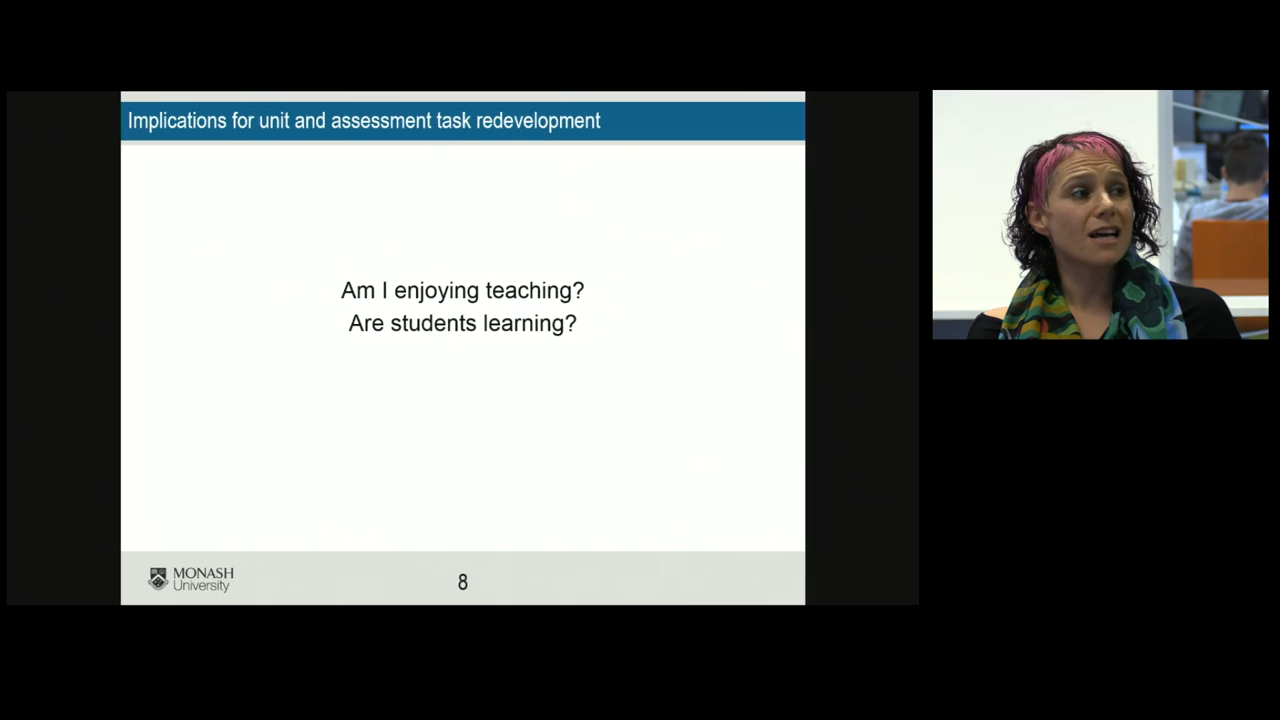 Implications for unit and assessment task redevelopment
Am I enjoying teaching?
Are students learning?
MONASH
University
8